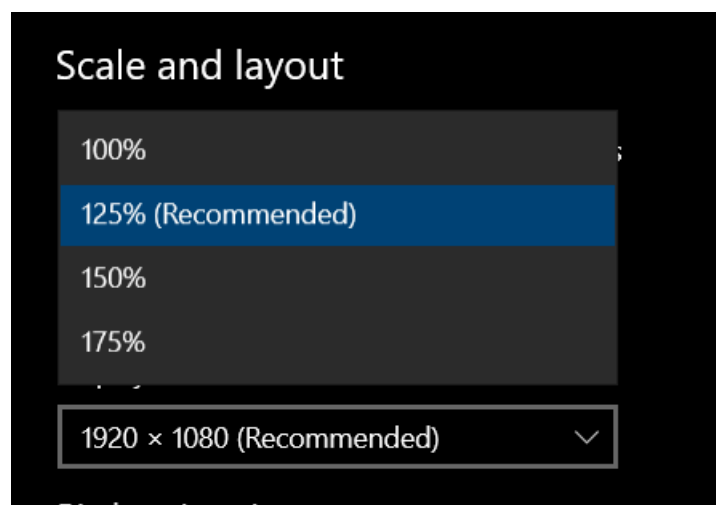 Scale and layout
100%
125% (Recommended)
150%
175%
1920 × 1080 (Recommended)